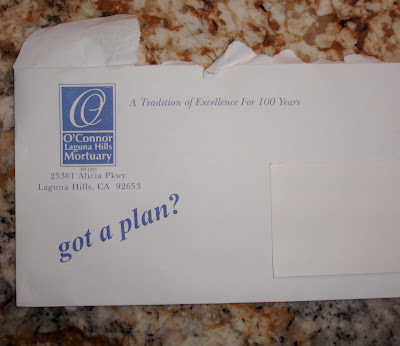 O'Connor
Laguna Hills
Mortuary
A Tradition of Excellence For 100 Years
25301 Alicia Pkwy.
Laguna Hills, CA 92653
got a plan?